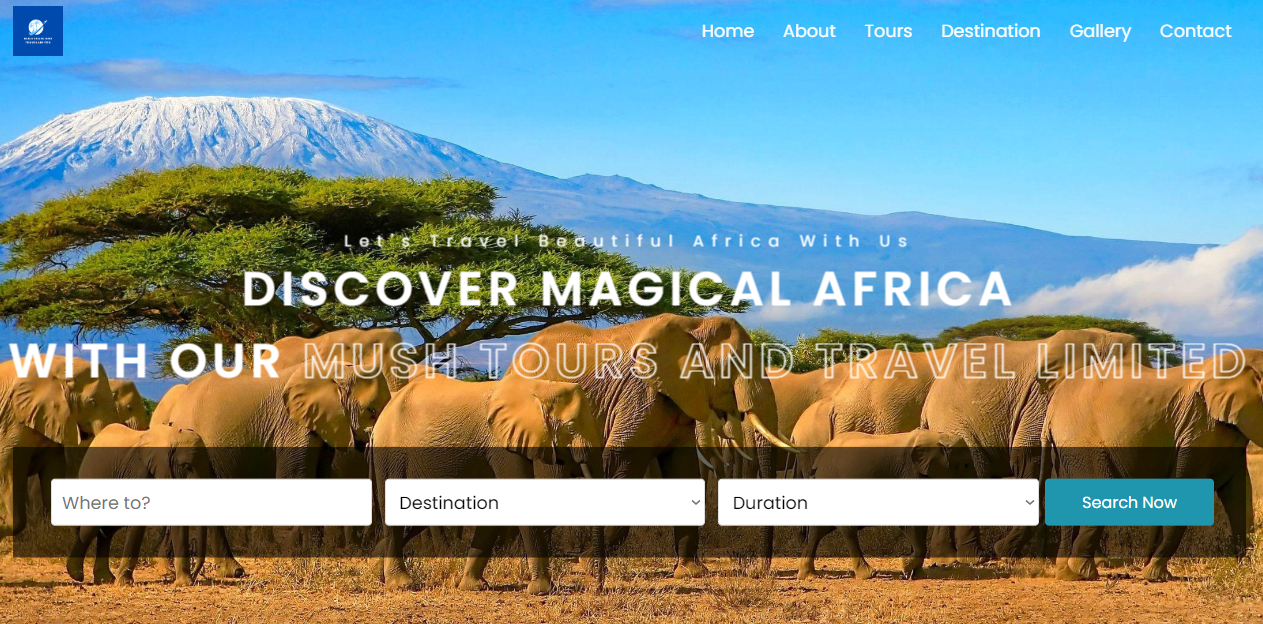 Home About Tours Destination Gallery Contact
Let's Travel Beautiful Africa With Us
DISCOVER MAGICAL AFRICA
WITH OUR MUSH TOURS AND TRAVEL LIMITED
Where to? Destination Duration Search Now